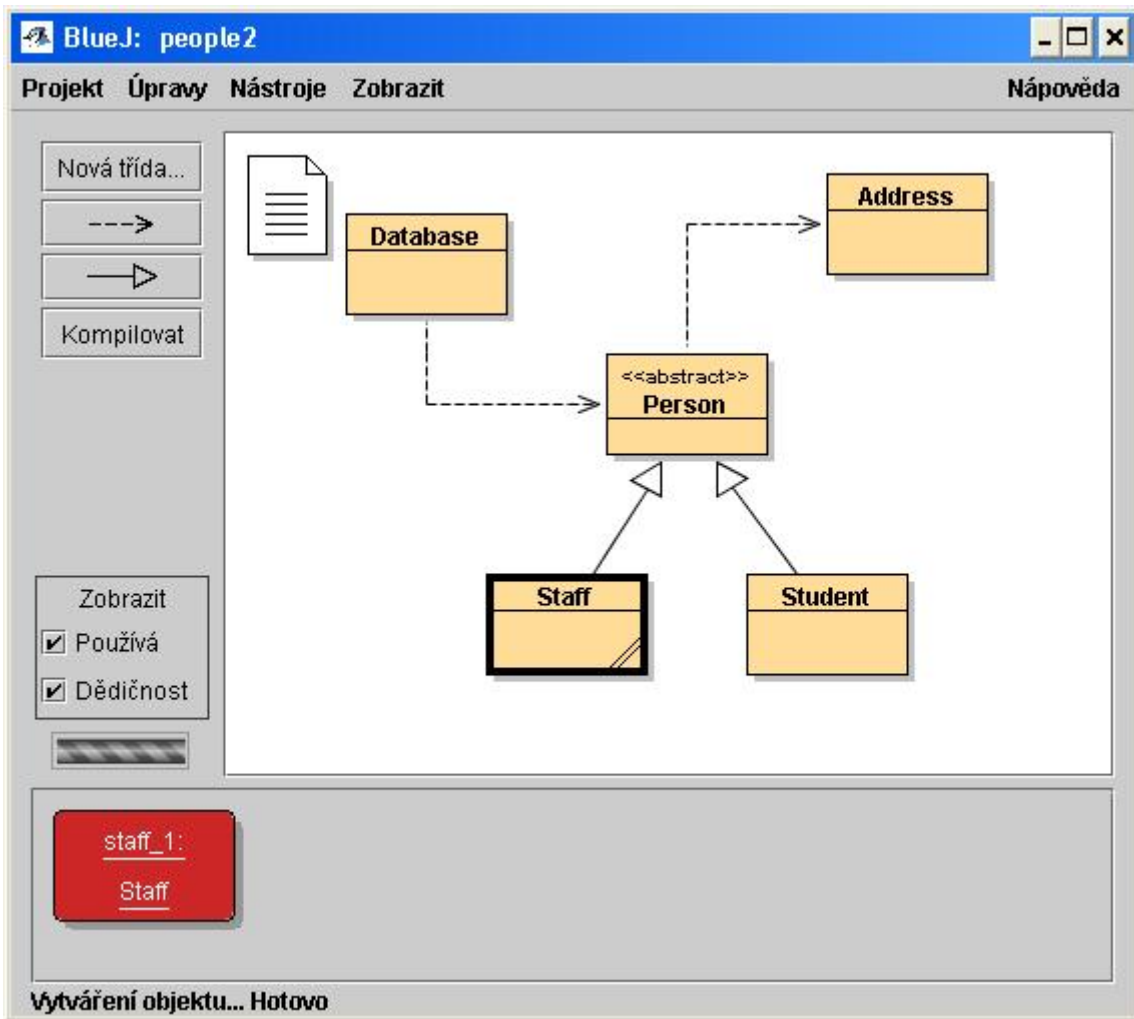 BlueJ: people2
Projekt Úpravy Nástroje Zobrazit Nápověda
Nová třída...
Kompilovat
Database
Address
<<abstract>>
Person
Staff
Student
Zobrazit
Používá
Dědičnost
staff_1:
Staff
Vytváření objektu... Hotovo